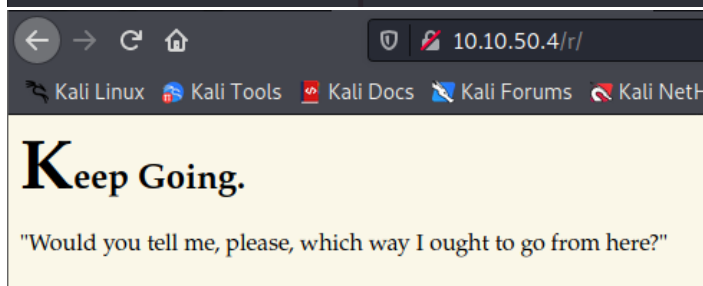 10.10.50.4/r/
Kali Linux Kali Tools Kali Docs Kali Forums Kali NetH
Keep Going.
"Would you tell me, please, which way I ought to go from here?"